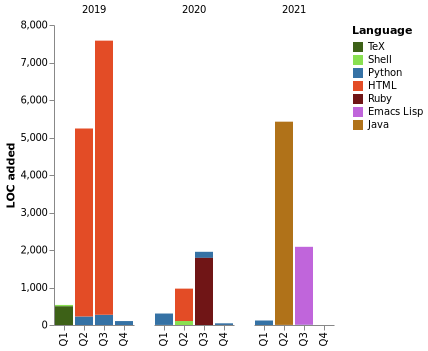 2019 2020 2021
Language
TeX
Shell
Python
HTML
Ruby
Emacs Lisp
Java
LOC added
8,000
7,000
6,000
5,000
4,000
3,000
2,000
1,000
0
Q1 Q2 Q3 Q4 Q1 Q2 Q3 Q4 Q1 Q2 Q3 Q4